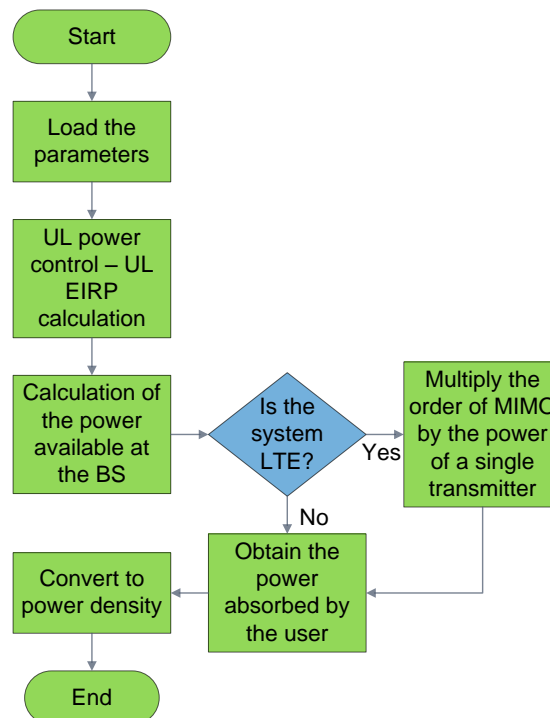 Start
Load the
parameters
UL power
control – UL
EIRP
calculation
Calculation of
the power
available at
the BS
Is the
system
LTE?
Yes
Multiply the
order of MIMO
by the power
of a single
transmitter
No
Obtain the
power
absorbed by
the user
Convert to
power density
End